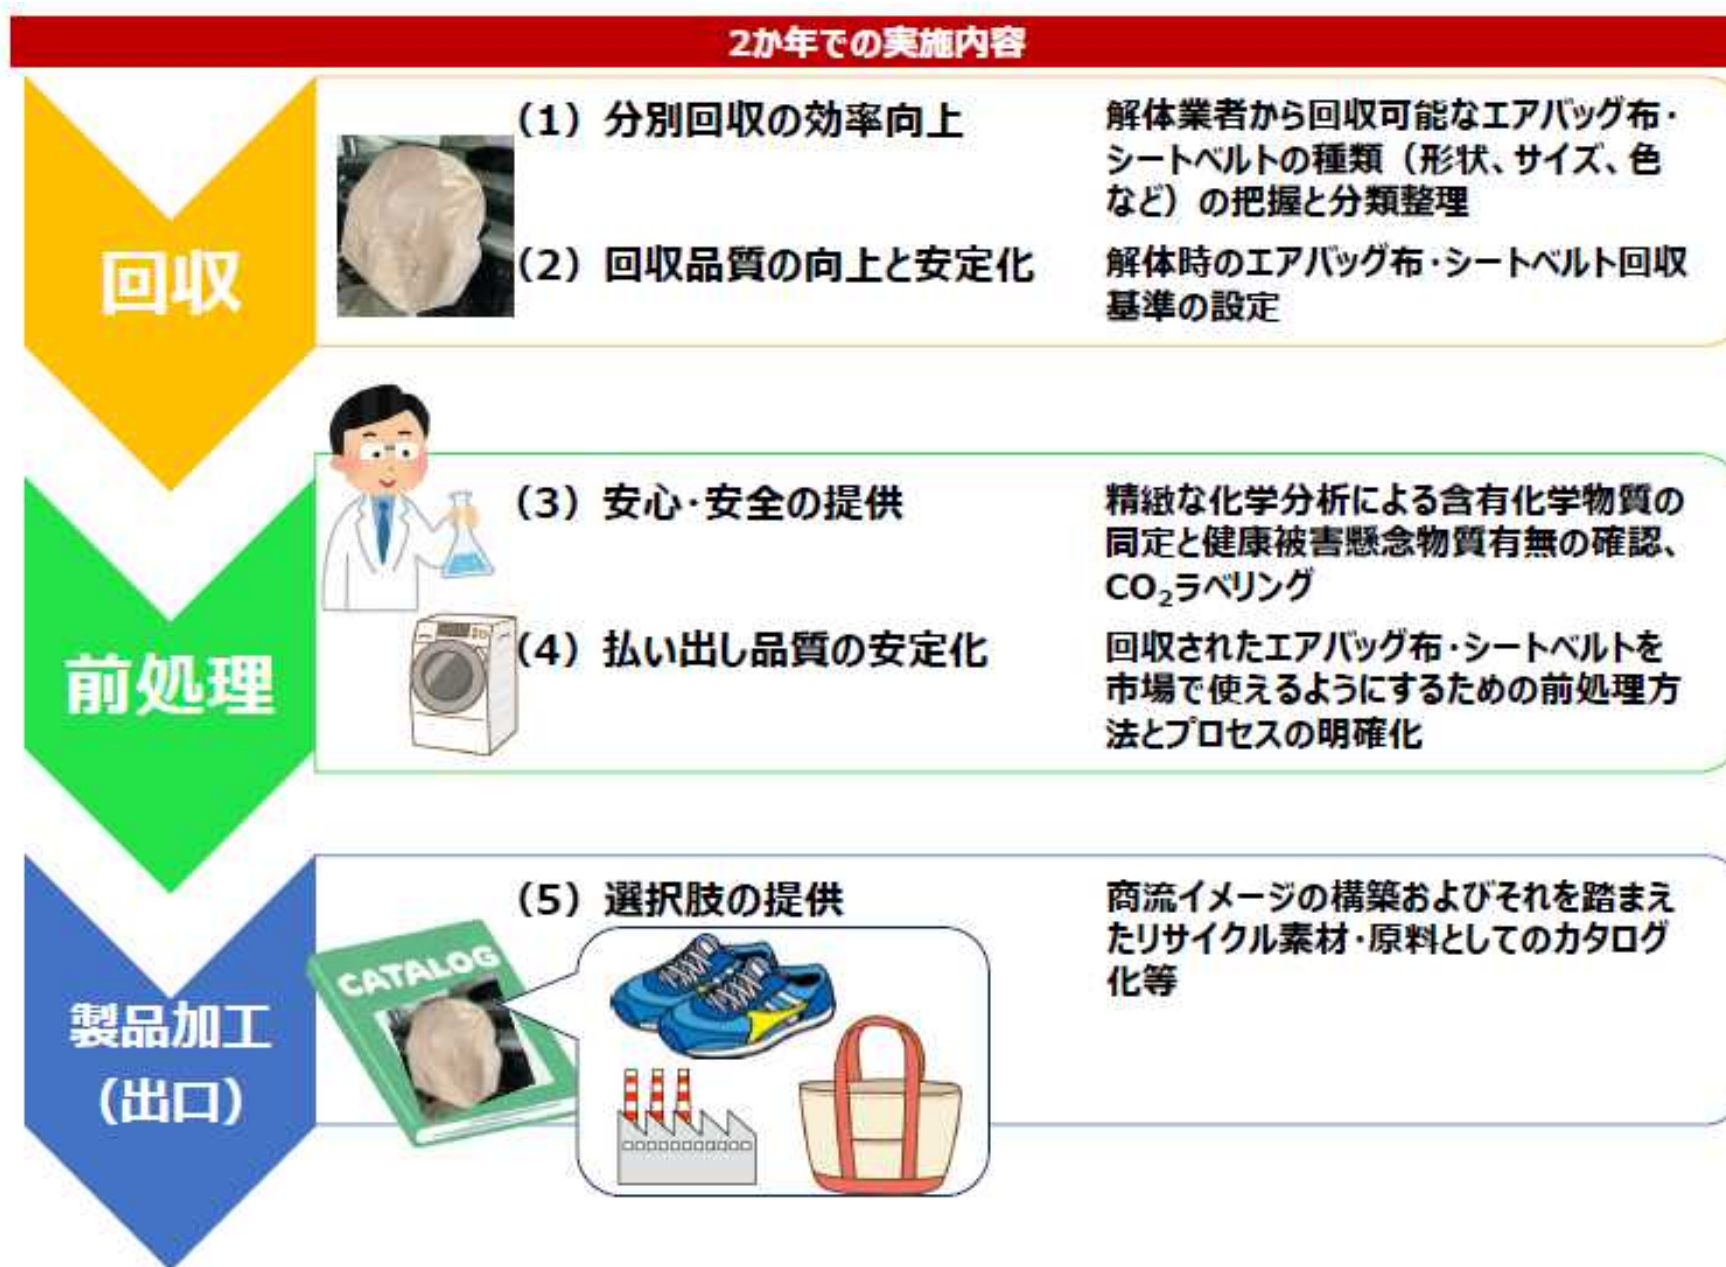 2か年での実施内容
回収
(1)分別回収の効率向上
解体業者から回収可能なエアバッグ布・
シートベルトの種類(形状、サイズ、色
など)の把握と分類整理
(2)回収品質の向上と安定化
解体時のエアバッグ布・シートベルト回収
基準の設定
前処理
(3)安心・安全の提供
精緻な化学分析による含有化学物質の
同定と健康被害懸念物質有無の確認、
CO₂ラベリング
(4)払い出し品質の安定化
回収されたエアバッグ布・シートベルトを
市場で使えるようにするための前処理方
法とプロセスの明確化
製品加工
(出口)
(5)選択肢の提供
商流イメージの構築およびそれを踏まえ
たリサイクル素材・原料としてのカタログ
化等
CATALOG